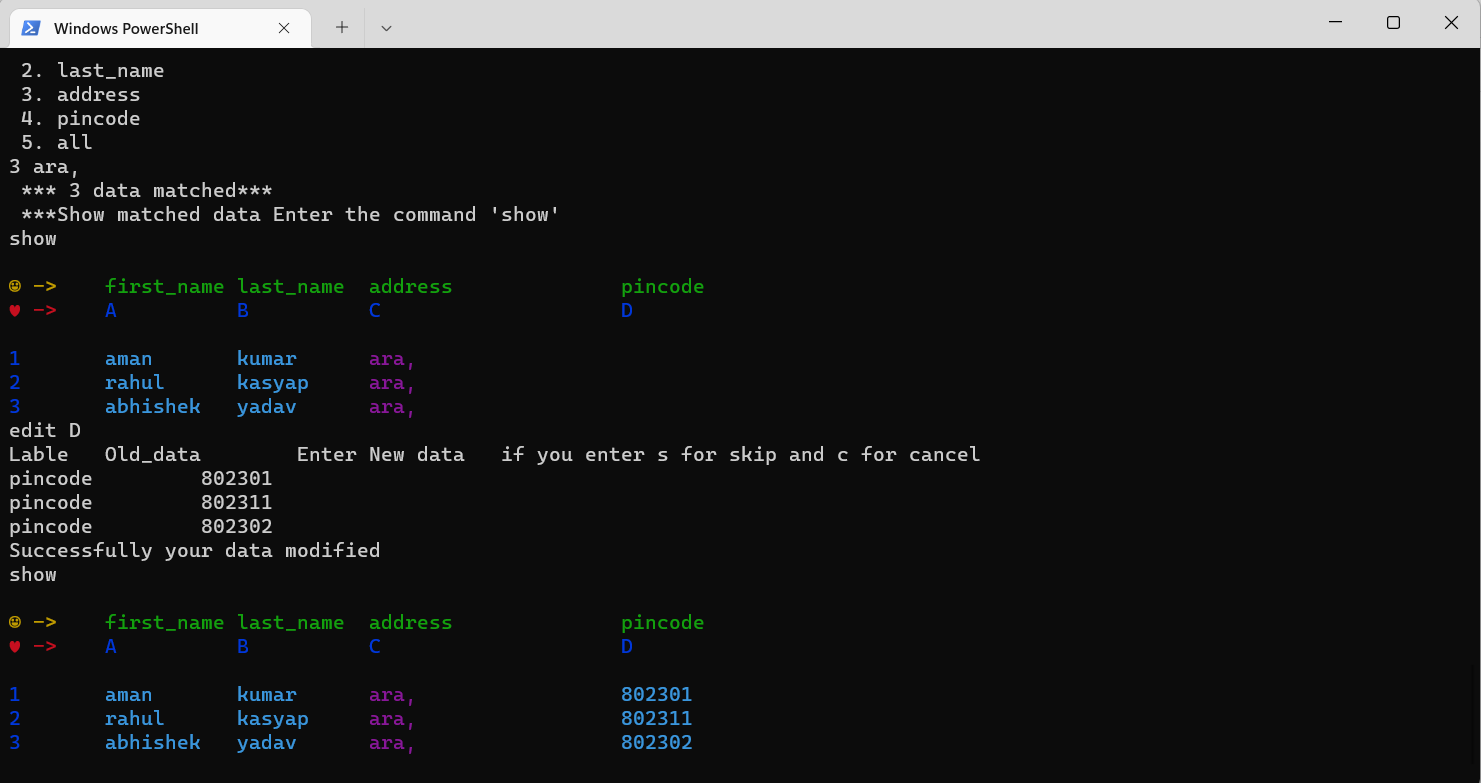 Windows PowerShell
2. last_name
3. address
4. pincode
5. all
3 ara,
*** 3 data matched***
***Show matched data Enter the command 'show'
show
☻ -> first_name last_name address pincode
♥ -> A B C D
1 aman kumar ara,
2 rahul kasyap ara,
3 abhishek yadav ara,
edit D
Lable Old_data Enter New data if you enter s for skip and c for cancel
pincode 802301
pincode 802311
pincode 802302
Successfully your data modified
show
☻ -> first_name last_name address pincode
♥ -> A B C D
1 aman kumar ara, 802301
2 rahul kasyap ara, 802311
3 abhishek yadav ara, 802302